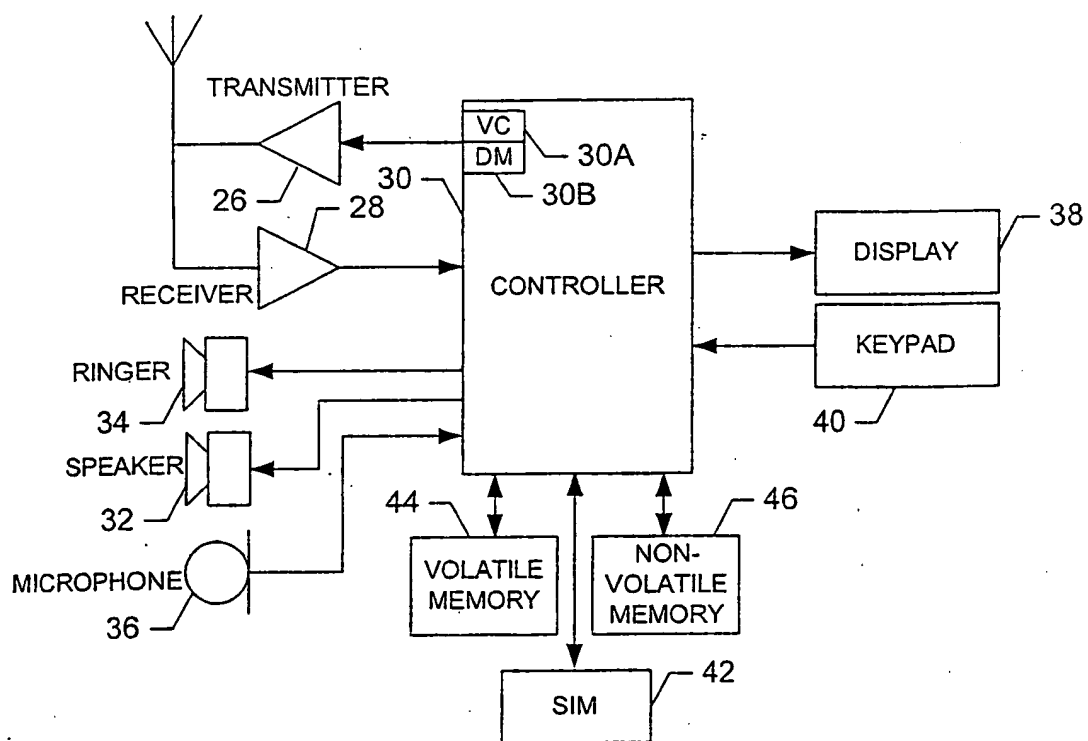 TRANSMITTER
VC
DM
30A
30B
26
30
28
RECEIVER
CONTROLLER
DISPLAY
38
KEYPAD
40
RINGER
34
SPEAKER
32
MICROPHONE
36
44
VOLATILE
MEMORY
46
NON-
VOLATILE
MEMORY
SIM
42